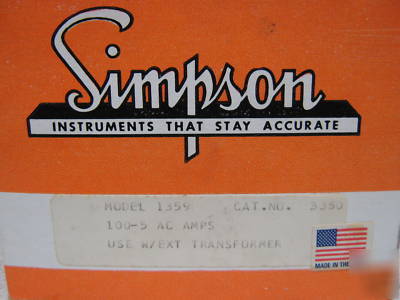 Simpson
INSTRUMENTS THAT STAY ACCURATE
MODEL 1359 CAT.NO. 3350
100-5 AC AMPS
USE W/EXT TRANSFORMER
MADE IN THE